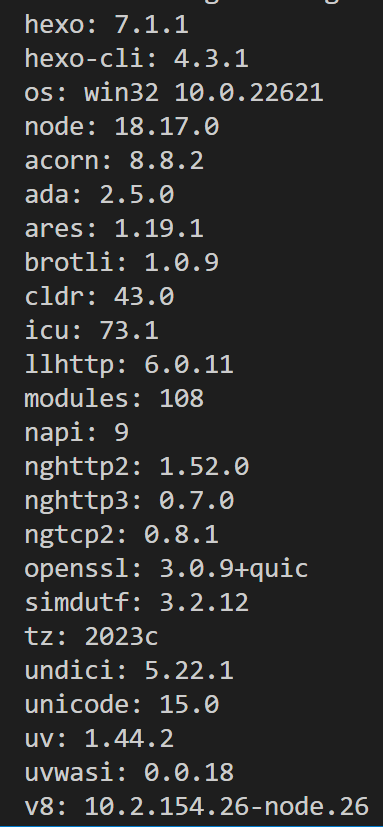 hexo: 7.1.1
hexo-cli: 4.3.1
os: win32 10.0.22621
node: 18.17.0
acorn: 8.8.2
ada: 2.5.0
ares: 1.19.1
brotli: 1.0.9
cldr: 43.0
icu: 73.1
llhttp: 6.0.11
modules: 108
napi: 9
nghttp2: 1.52.0
nghttp3: 0.7.0
ngtcp2: 0.8.1
openssl: 3.0.9+quic
simdutf: 3.2.12
tz: 2023c
undici: 5.22.1
unicode: 15.0
uv: 1.44.2
uvwasi: 0.0.18
v8: 10.2.154.26-node.26